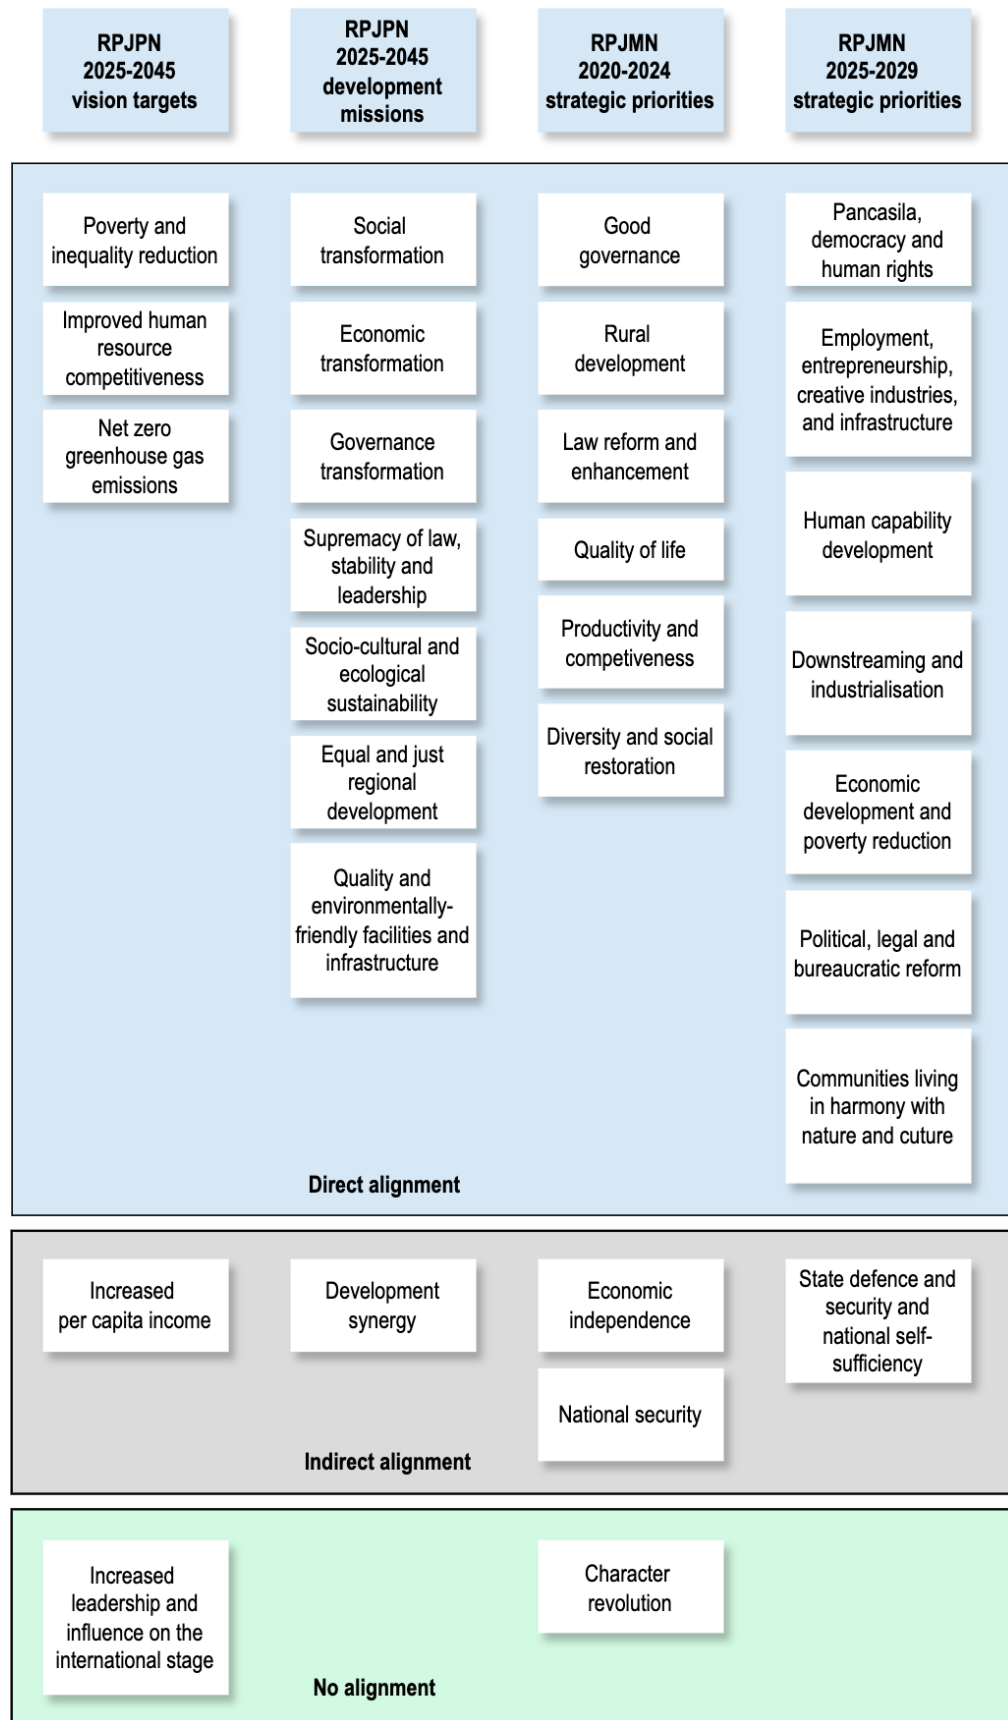 RPJPN
2025-2045
vision targets
RPJPN
2025-2045
development
missions
RPJMN
2020-2024
strategic priorities
RPJMN
2025-2029
strategic priorities
Poverty and
inequality reduction
Improved human
resource
competitiveness
Net zero
greenhouse gas
emissions
Social
transformation
Economic
transformation
Governance
transformation
Supremacy of law,
stability and
leadership
Socio-cultural and
ecological
sustainability
Equal and just
regional
development
Quality and
environmentally-
friendly facilities and
infrastructure
Good
governance
Rural
development
Law reform and
enhancement
Quality of life
Productivity and
competiveness
Diversity and social
restoration
Pancasila,
democracy and
human rights
Employment,
entrepreneurship,
creative industries,
and infrastructure
Human capability
development
Downstreaming and
industrialisation
Economic
development and
poverty reduction
Political, legal and
bureaucratic reform
Communities living
in harmony with
nature and cuture
Direct alignment
Increased
per capita income
Development
synergy
Economic
independence
National security
State defence and
security and
national self-
sufficiency
Indirect alignment
Increased
leadership and
influence on the
international stage
Character
revolution
No alignment